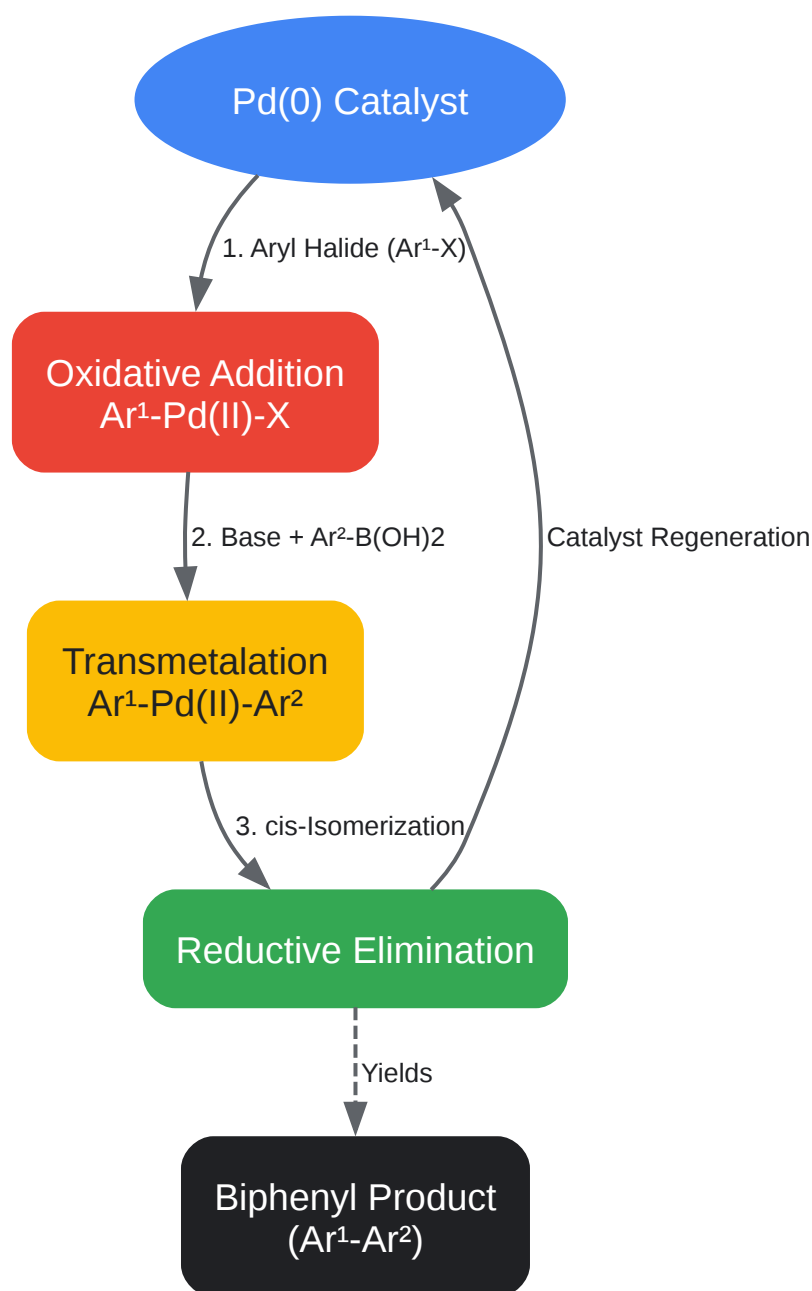 Pd(0) Catalyst
1. Aryl Halide (Ar¹-X)
Oxidative Addition
Ar¹-Pd(II)-X
2. Base + Ar²-B(OH)2
Catalyst Regeneration
Transmetalation
Ar¹-Pd(II)-Ar²
3. cis-Isomerization
Reductive Elimination
Yields
Biphenyl Product
(Ar¹-Ar²)